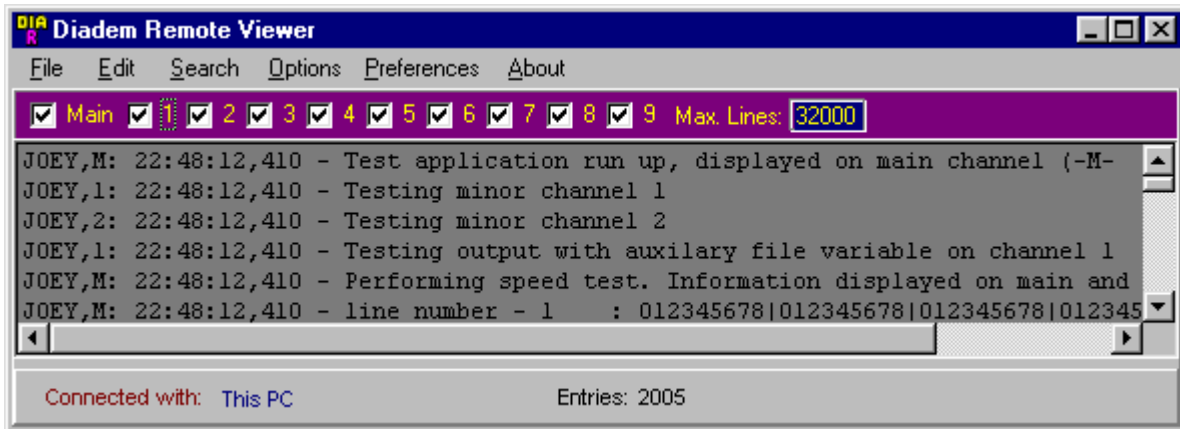 DIA R Diadem Remote Viewer
File Edit Search Options Preferences About
Main 1 2 3 4 5 6 7 8 9 Max. Lines: 32000
JOEY,M: 22:48:12,410 - Test application run up, displayed on main channel (-M-
JOEY,1: 22:48:12,410 - Testing minor channel 1
JOEY,2: 22:48:12,410 - Testing minor channel 2
JOEY,1: 22:48:12,410 - Testing output with auxilary file variable on channel 1
JOEY,M: 22:48:12,410 - Performing speed test. Information displayed on main and
JOEY,M: 22:48:12,410 - line number - 1    : 012345678|012345678|012345678|012345
Connected with: This PC Entries: 2005